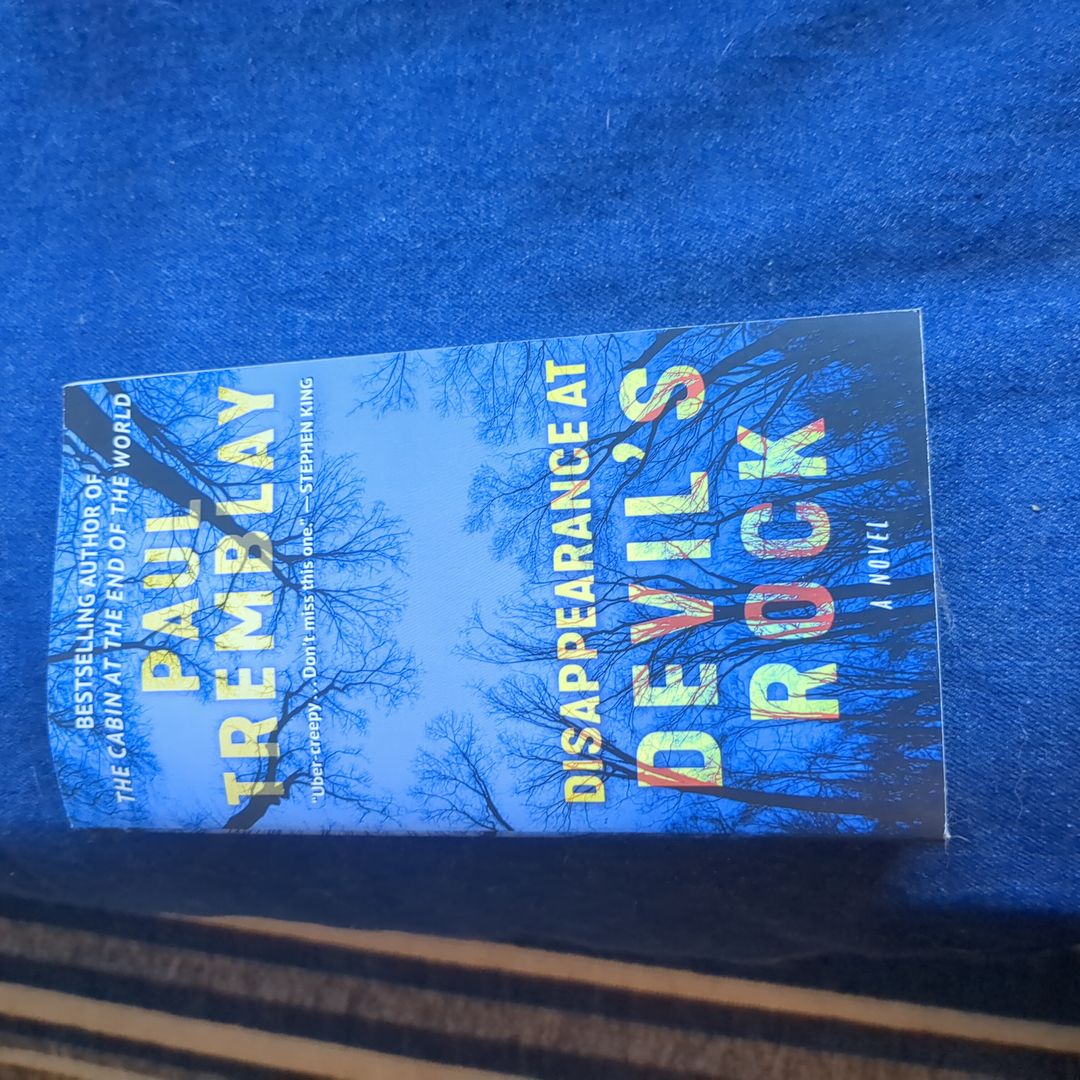 BESTSELLING AUTHOR OF
THE CABIN AT THE END OF THE WORLD
PAUL
TREMBLAY
"Uber-creepy... Don't miss this one." —STEPHEN KING
DISAPPEARANCE AT
DEVIL'S
ROCK
A NOVEL